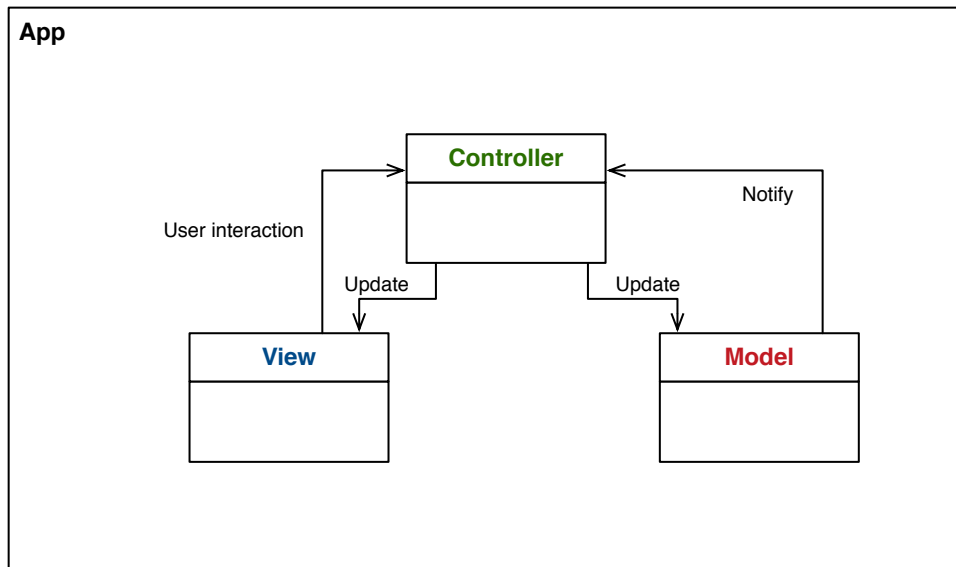 App
Controller
Notify
User interaction
Update
Update
View
Model